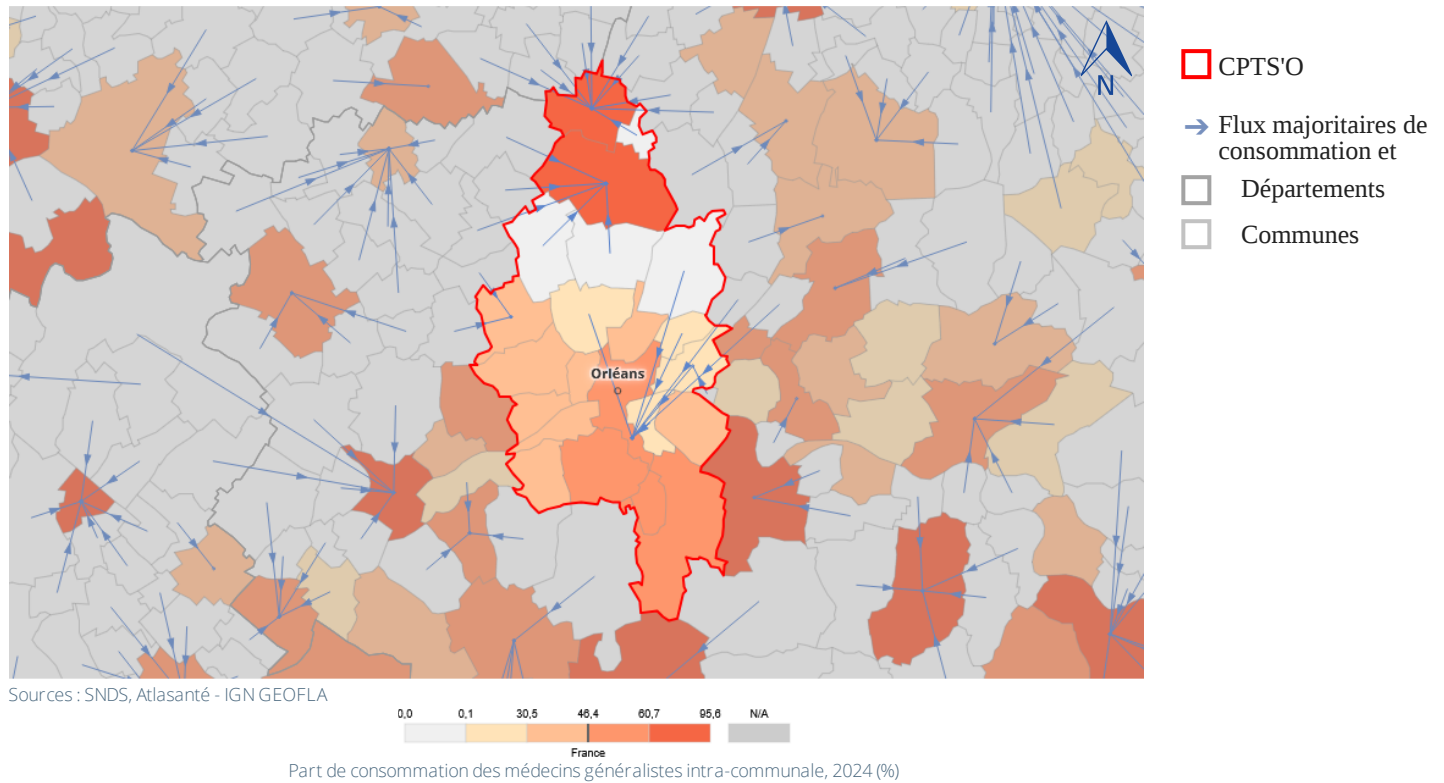 N
CPTS'O
Flux majoritaires de
consommation et
Départements
Communes
Orléans
Sources : SNDS, Atlasanté - IGN GEOFLA
0,0 0,1 30,5 46,4 60,7 95,6 N/A
France
Part de consommation des médecins généralistes intra-communale, 2024 (%)